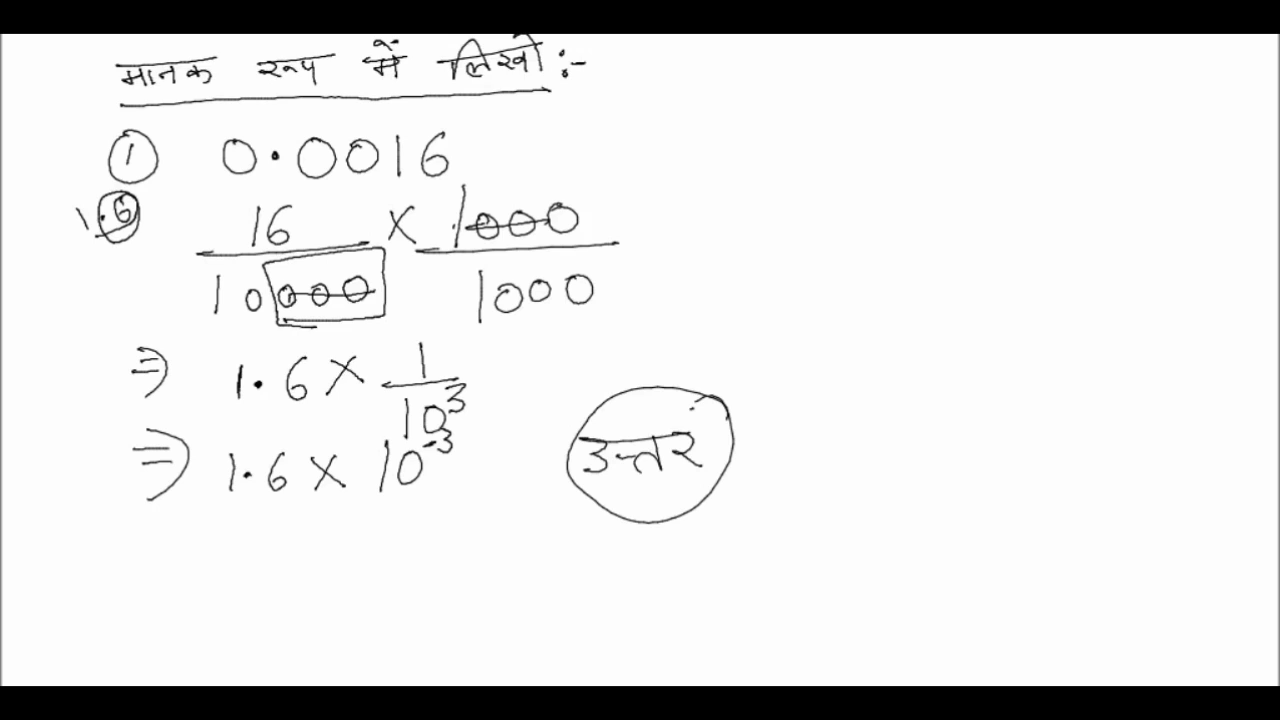 मानक रूप में लिखो :-
① 0.0016
1.6 16/10000 × 1000/1000
⇒ 1.6 × 1/10³
⇒ 1.6 × 10⁻³
उत्तर